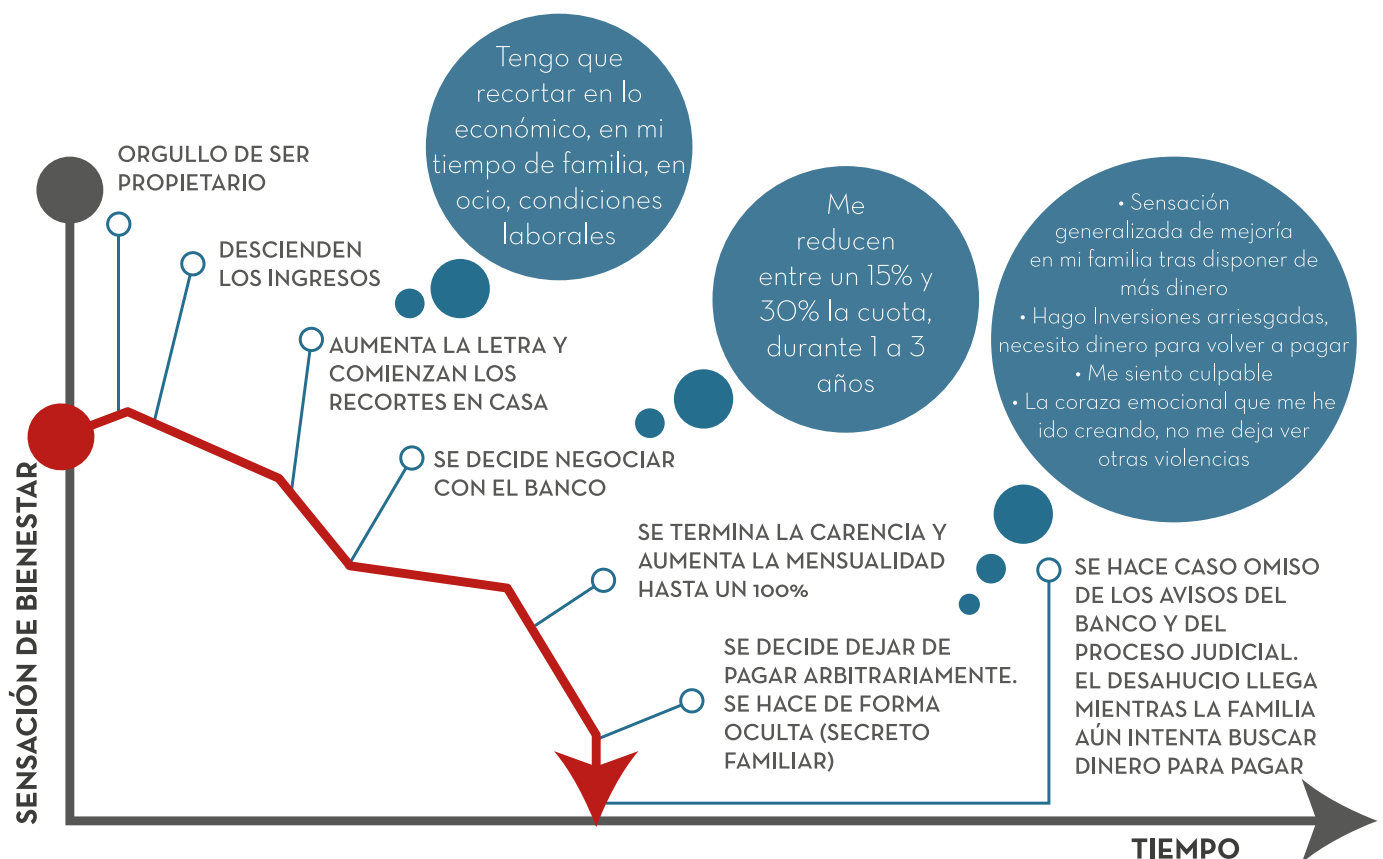 ORGULLO DE SER
PROPIETARIO
DESCIENDEN
LOS INGRESOS
Tengo que
recortar en lo
económico, en mi
tiempo de familia, en
ocio, condiciones
laborales
AUMENTA LA LETRA Y
COMIENZAN LOS
RECORTES EN CASA
Me
reducen
entre un 15% y
30% la cuota,
durante 1 a 3
años
SE DECIDE NEGOCIAR
CON EL BANCO
• Sensación
generalizada de mejoría
en mi familia tras disponer de
más dinero
• Hago Inversiones arriesgadas,
necesito dinero para volver a pagar
• Me siento culpable
• La coraza emocional que me he
ido creando, no me deja ver
otras violencias
SE TERMINA LA CARENCIA Y
AUMENTA LA MENSUALIDAD
HASTA UN 100%
SE DECIDE DEJAR DE
PAGAR ARBITRARIAMENTE.
SE HACE DE FORMA
OCULTA (SECRETO
FAMILIAR)
SE HACE CASO OMISO
DE LOS AVISOS DEL
BANCO Y DEL
PROCESO JUDICIAL.
EL DESAHUCIO LLEGA
MIENTRAS LA FAMILIA
AÚN INTENTA BUSCAR
DINERO PARA PAGAR
SENSACIÓN DE BIENESTAR
TIEMPO